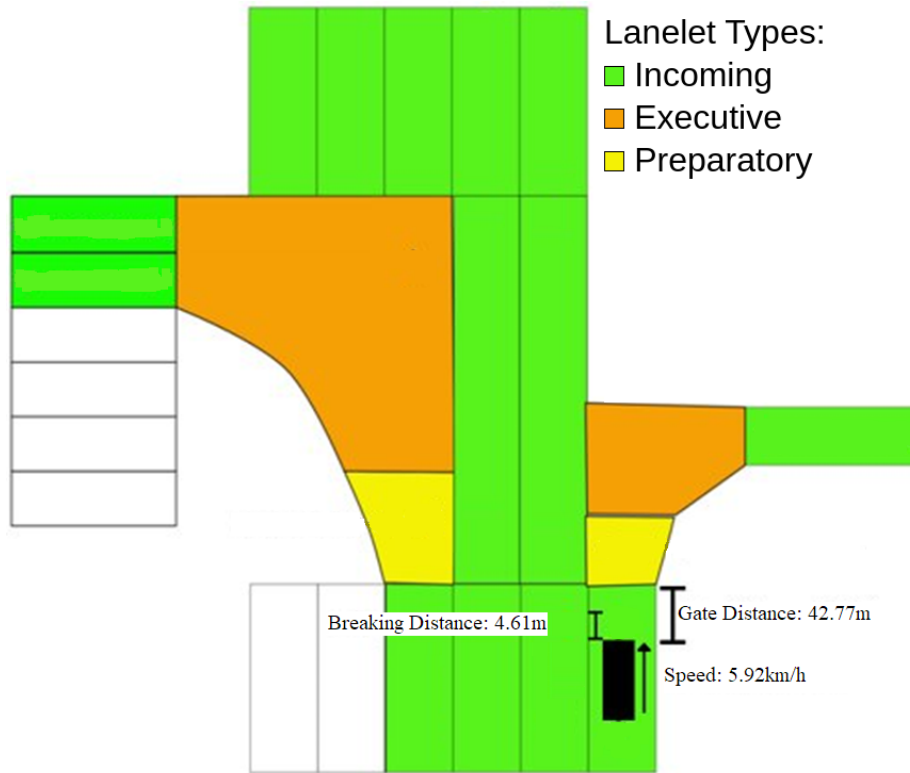 Lanelet Types:
Incoming
Executive
Preparatory
Breaking Distance: 4.61m
Gate Distance: 42.77m
Speed: 5.92km/h